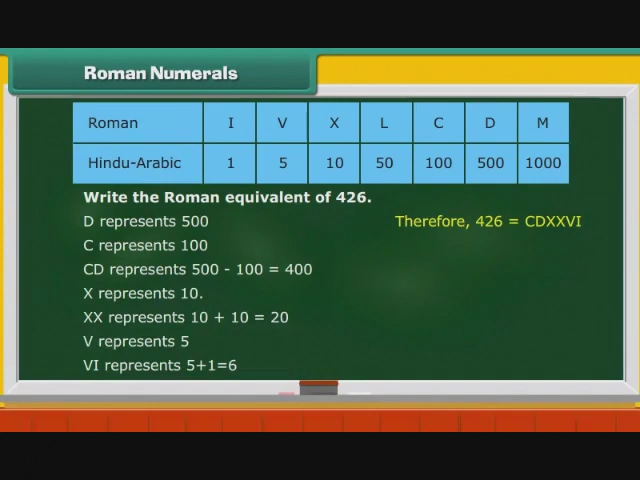 Roman Numerals
Roman I V X L C D M
Hindu-Arabic 1 5 10 50 100 500 1000
Write the Roman equivalent of 426.
D represents 500
Therefore, 426 = CDXXVI
C represents 100
CD represents 500 - 100 = 400
X represents 10.
XX represents 10 + 10 = 20
V represents 5
VI represents 5+1=6